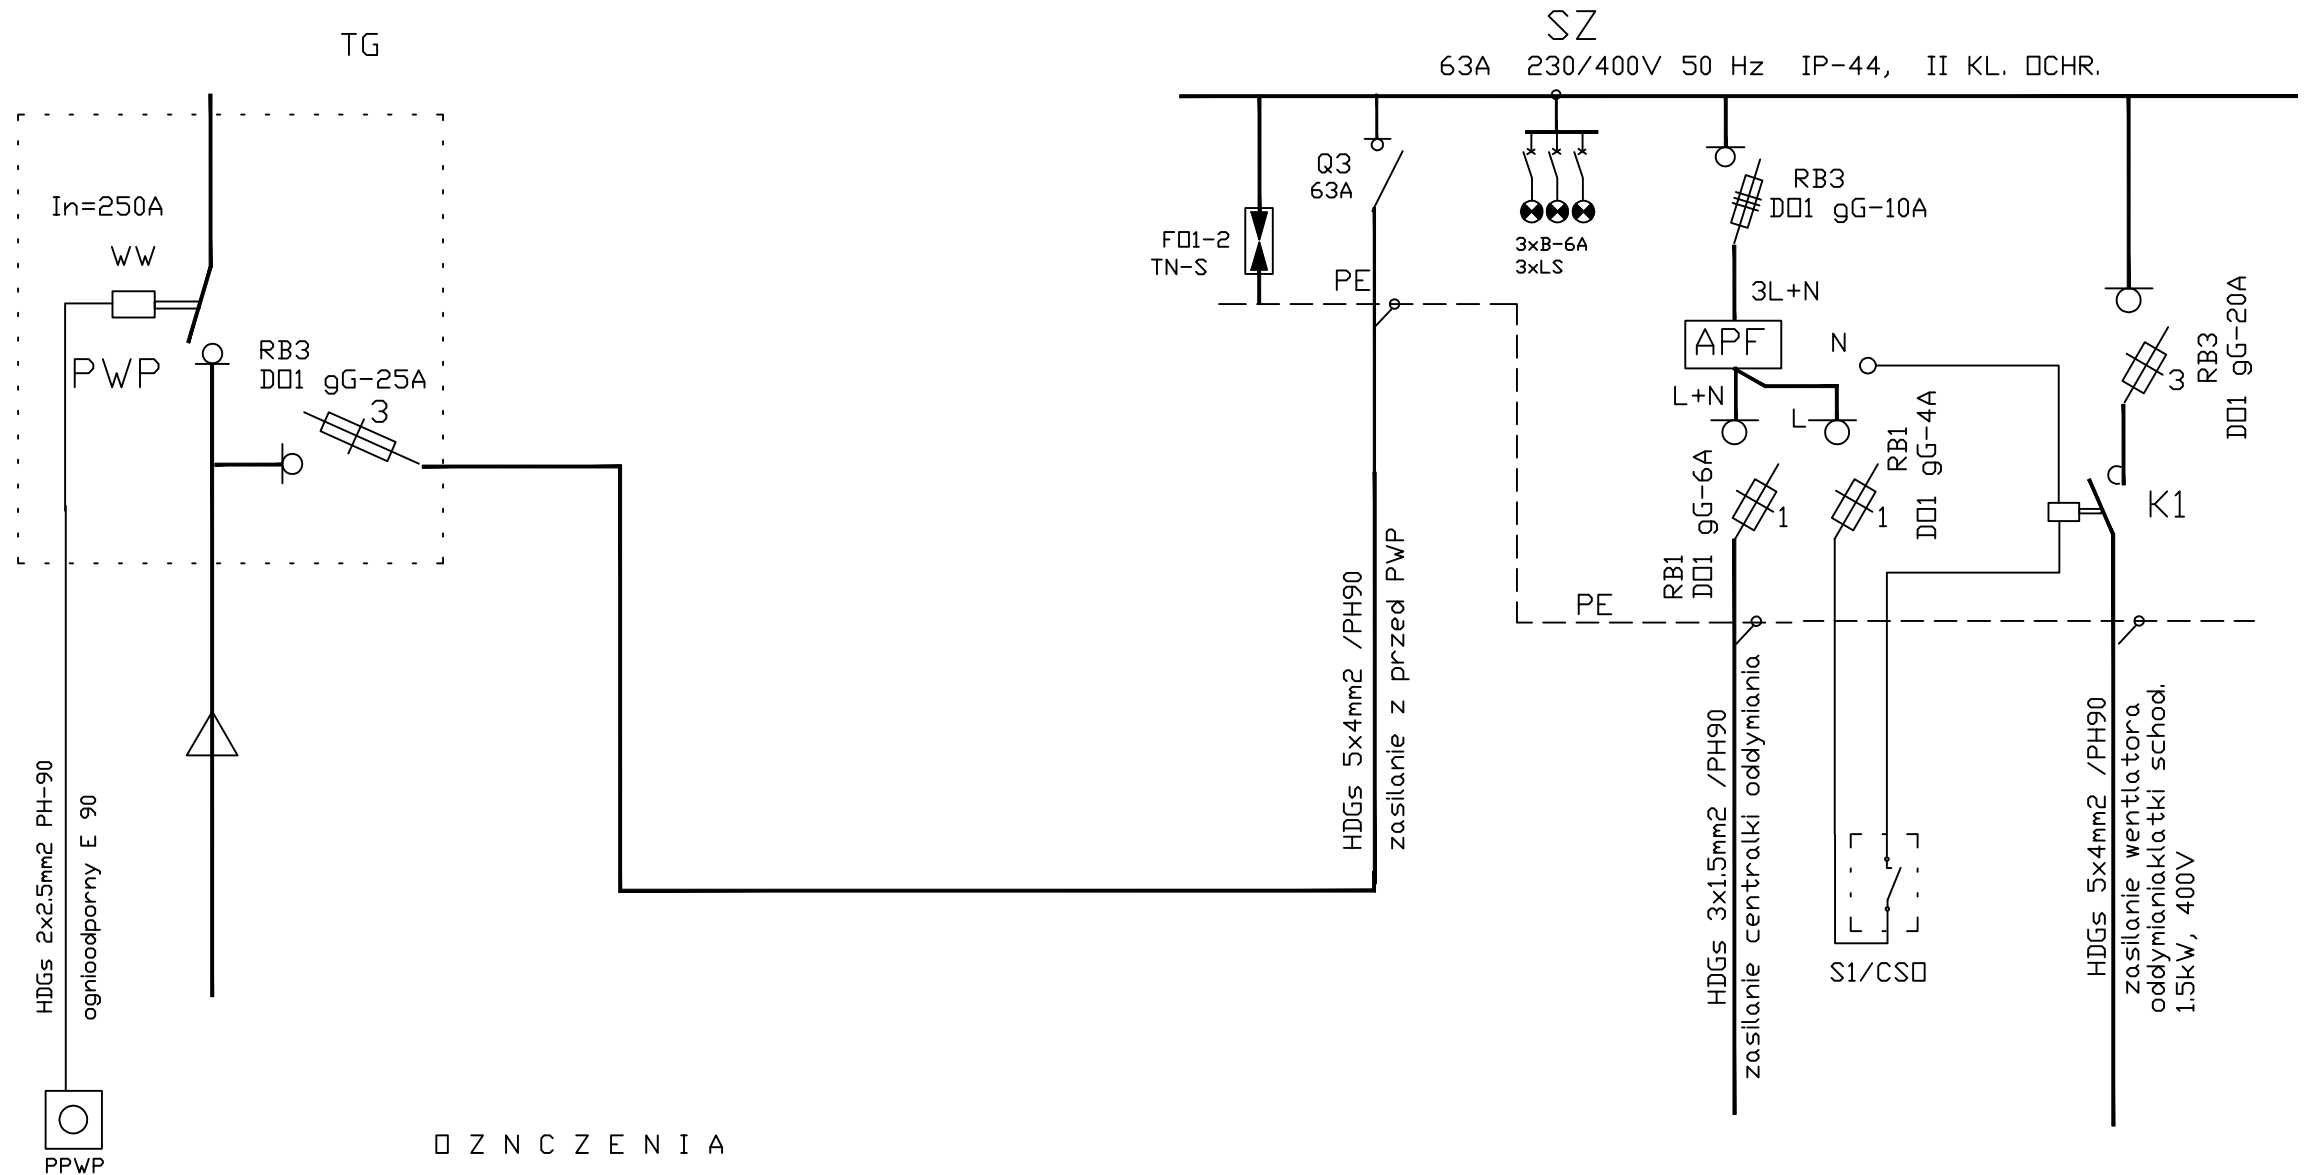 TG
SZ
63A 230/400V 50 Hz IP-44, II KL. OCHR.
In=250A
WW
PWP
RB3
DO1 gG-25A
3
Q3
63A
FO1-2
TN-S
PE
3xB-6A
3xLS
RB3
DO1 gG-10A
3L+N
APF
N
L+N
L
RB1
DO1 gG-6A
1
RB1
DO1 gG-4A
1
RB3
DO1 gG-20A
3
K1
PE
HDGs 5x4mm2 /PH90
zasilanie z przed PWP
HDGs 3x1.5mm2 /PH90
zasilanie centralki oddymiania
S1/CSO
HDGs 5x4mm2 /PH90
zasilanie wentlatora
oddymianiaklatki schod.
1.5kW, 400V
HDGs 2x2.5mm2 PH-90
ognioodporny E 90
PPWP
O Z N C Z E N I A